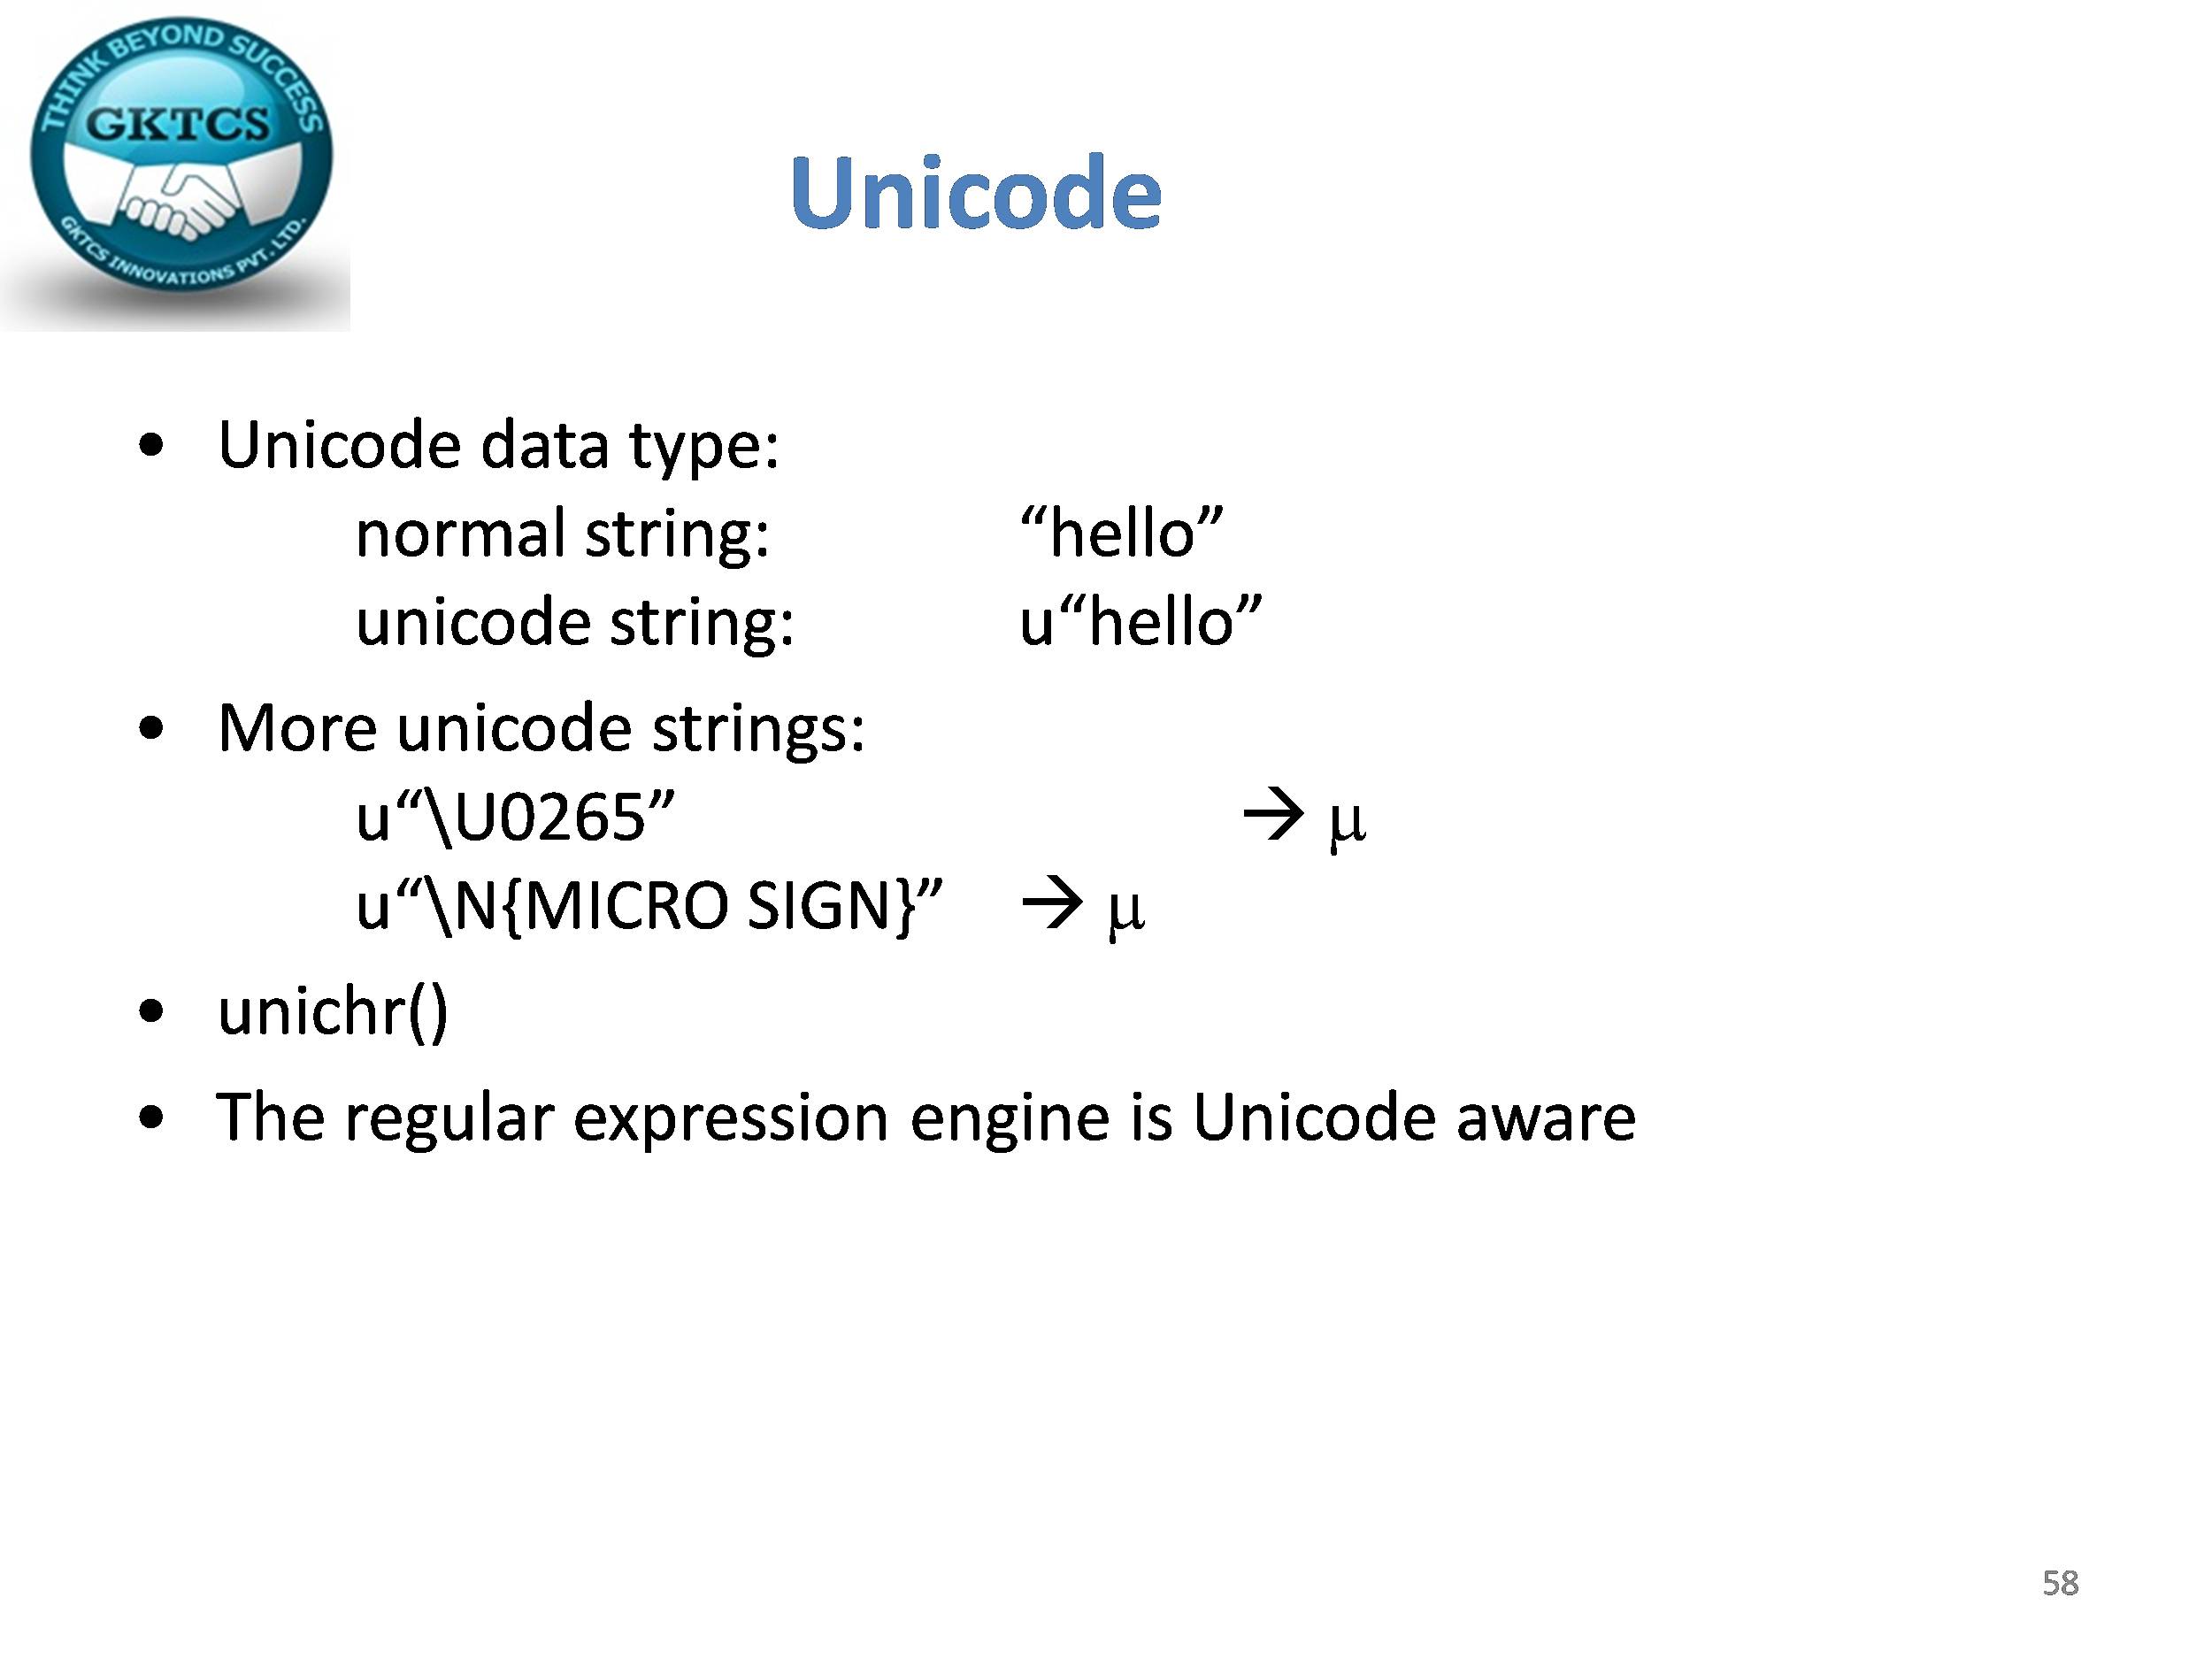 THINK BEYOND SUCCESS
GKTCS
GKTCS INNOVATIONS PVT. LTD.
Unicode
• Unicode data type:
normal string: “hello”
unicode string: u“hello”
• More unicode strings:
u“\U0265” → µ
u“\N{MICRO SIGN}” → µ
• unichr()
• The regular expression engine is Unicode aware
58